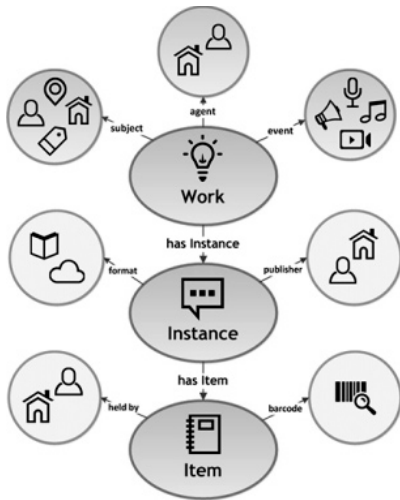 agent
subject
event
Work
has Instance
format
publisher
Instance
has Item
held by
barcode
Item